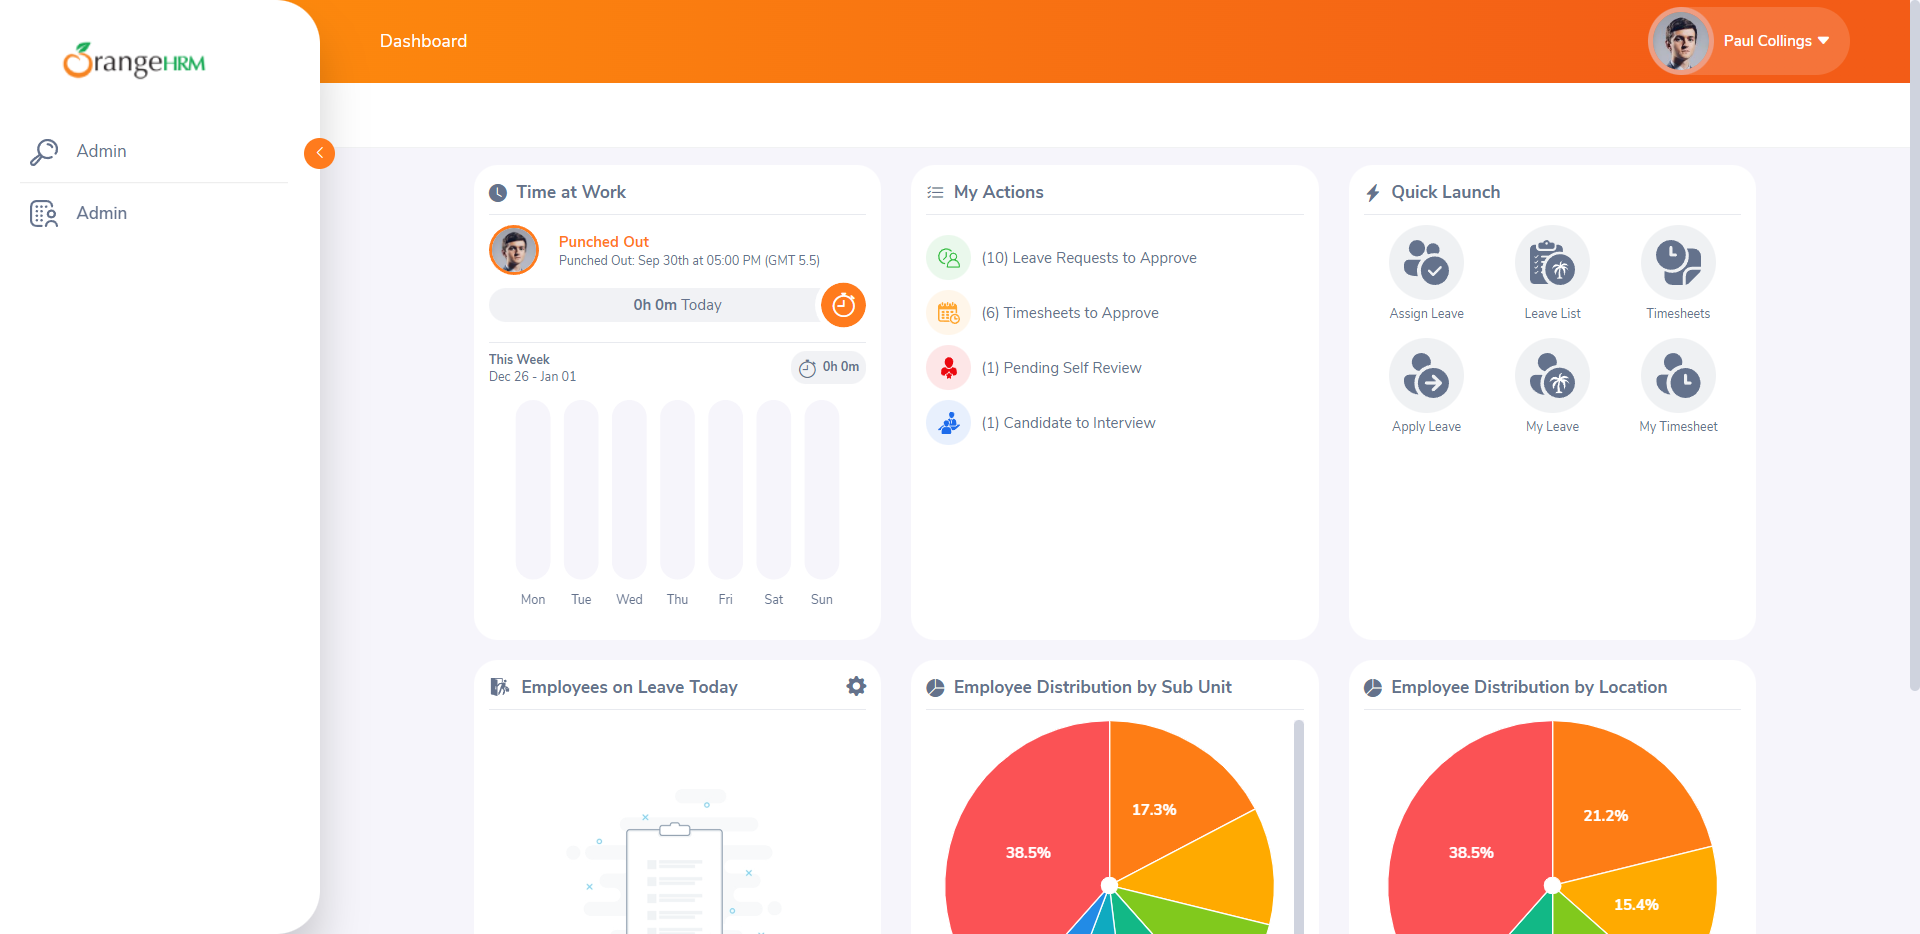 OrangeHRM
Dashboard
Paul Collings
Admin
Admin
Time at Work
Punched Out
Punched Out: Sep 30th at 05:00 PM (GMT 5.5)
0h 0m Today
This Week
Dec 26 - Jan 01
0h 0m
Mon Tue Wed Thu Fri Sat Sun
My Actions
(10) Leave Requests to Approve
(6) Timesheets to Approve
(1) Pending Self Review
(1) Candidate to Interview
Quick Launch
Assign Leave Leave List Timesheets
Apply Leave My Leave My Timesheet
Employees on Leave Today
Employee Distribution by Sub Unit
17.3%
38.5%
Employee Distribution by Location
21.2%
38.5%
15.4%